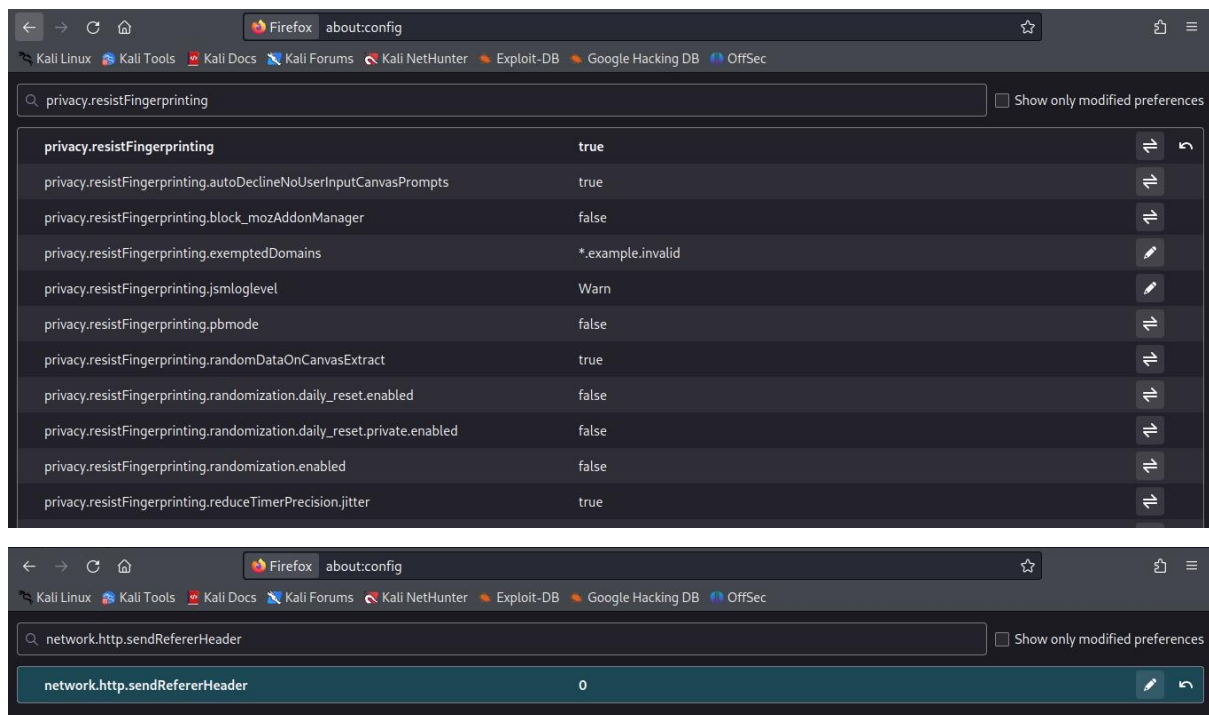 Firefox about:config
Kali Linux Kali Tools Kali Docs Kali Forums Kali NetHunter Exploit-DB Google Hacking DB OffSec
privacy.resistFingerprinting Show only modified preferences
privacy.resistFingerprinting true
privacy.resistFingerprinting.autoDeclineNoUserInputCanvasPrompts true
privacy.resistFingerprinting.block_mozAddonManager false
privacy.resistFingerprinting.exemptedDomains *.example.invalid
privacy.resistFingerprinting.jsmloglevel Warn
privacy.resistFingerprinting.pbmode false
privacy.resistFingerprinting.randomDataOnCanvasExtract true
privacy.resistFingerprinting.randomization.daily_reset.enabled false
privacy.resistFingerprinting.randomization.daily_reset.private.enabled false
privacy.resistFingerprinting.randomization.enabled false
privacy.resistFingerprinting.reduceTimerPrecision.jitter true
Firefox about:config
Kali Linux Kali Tools Kali Docs Kali Forums Kali NetHunter Exploit-DB Google Hacking DB OffSec
network.http.sendRefererHeader Show only modified preferences
network.http.sendRefererHeader 0